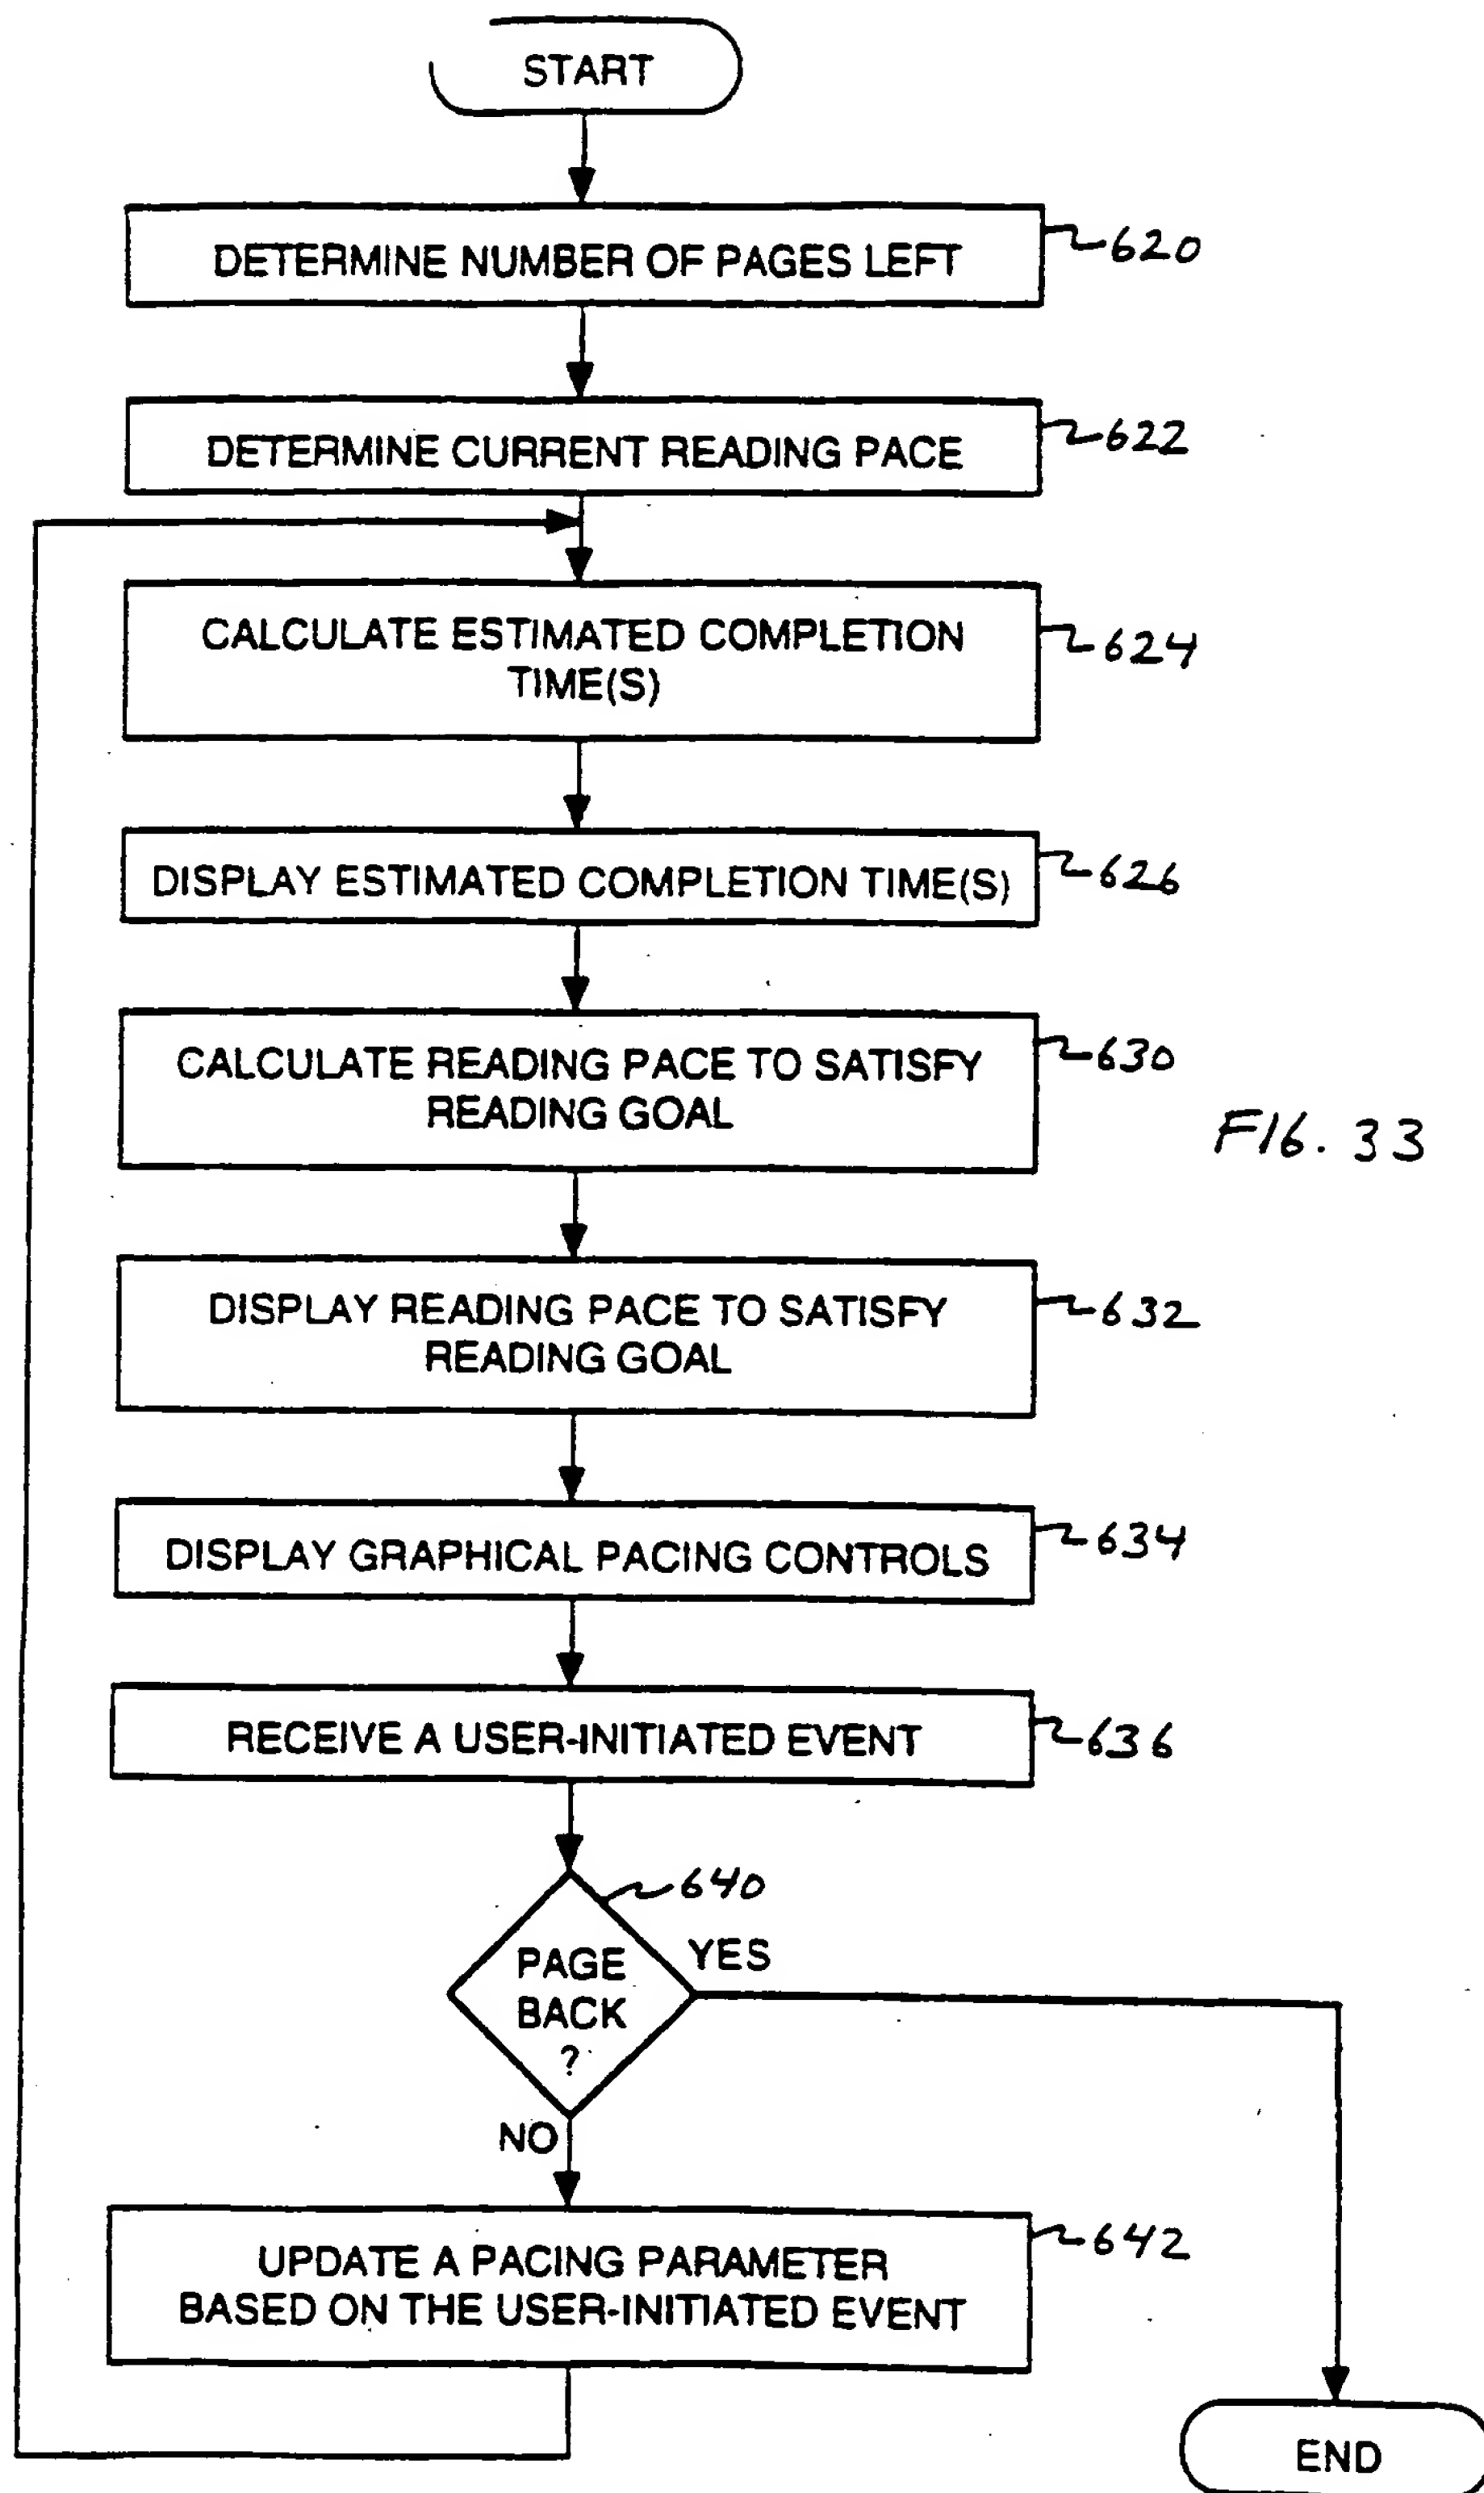 START
DETERMINE NUMBER OF PAGES LEFT
620
DETERMINE CURRENT READING PACE
622
CALCULATE ESTIMATED COMPLETION
TIME(S)
624
DISPLAY ESTIMATED COMPLETION TIME(S)
626
CALCULATE READING PACE TO SATISFY
READING GOAL
630
FIG. 33
DISPLAY READING PACE TO SATISFY
READING GOAL
632
DISPLAY GRAPHICAL PACING CONTROLS
634
RECEIVE A USER-INITIATED EVENT
636
640
PAGE
BACK
?
YES
NO
UPDATE A PACING PARAMETER
BASED ON THE USER-INITIATED EVENT
642
END